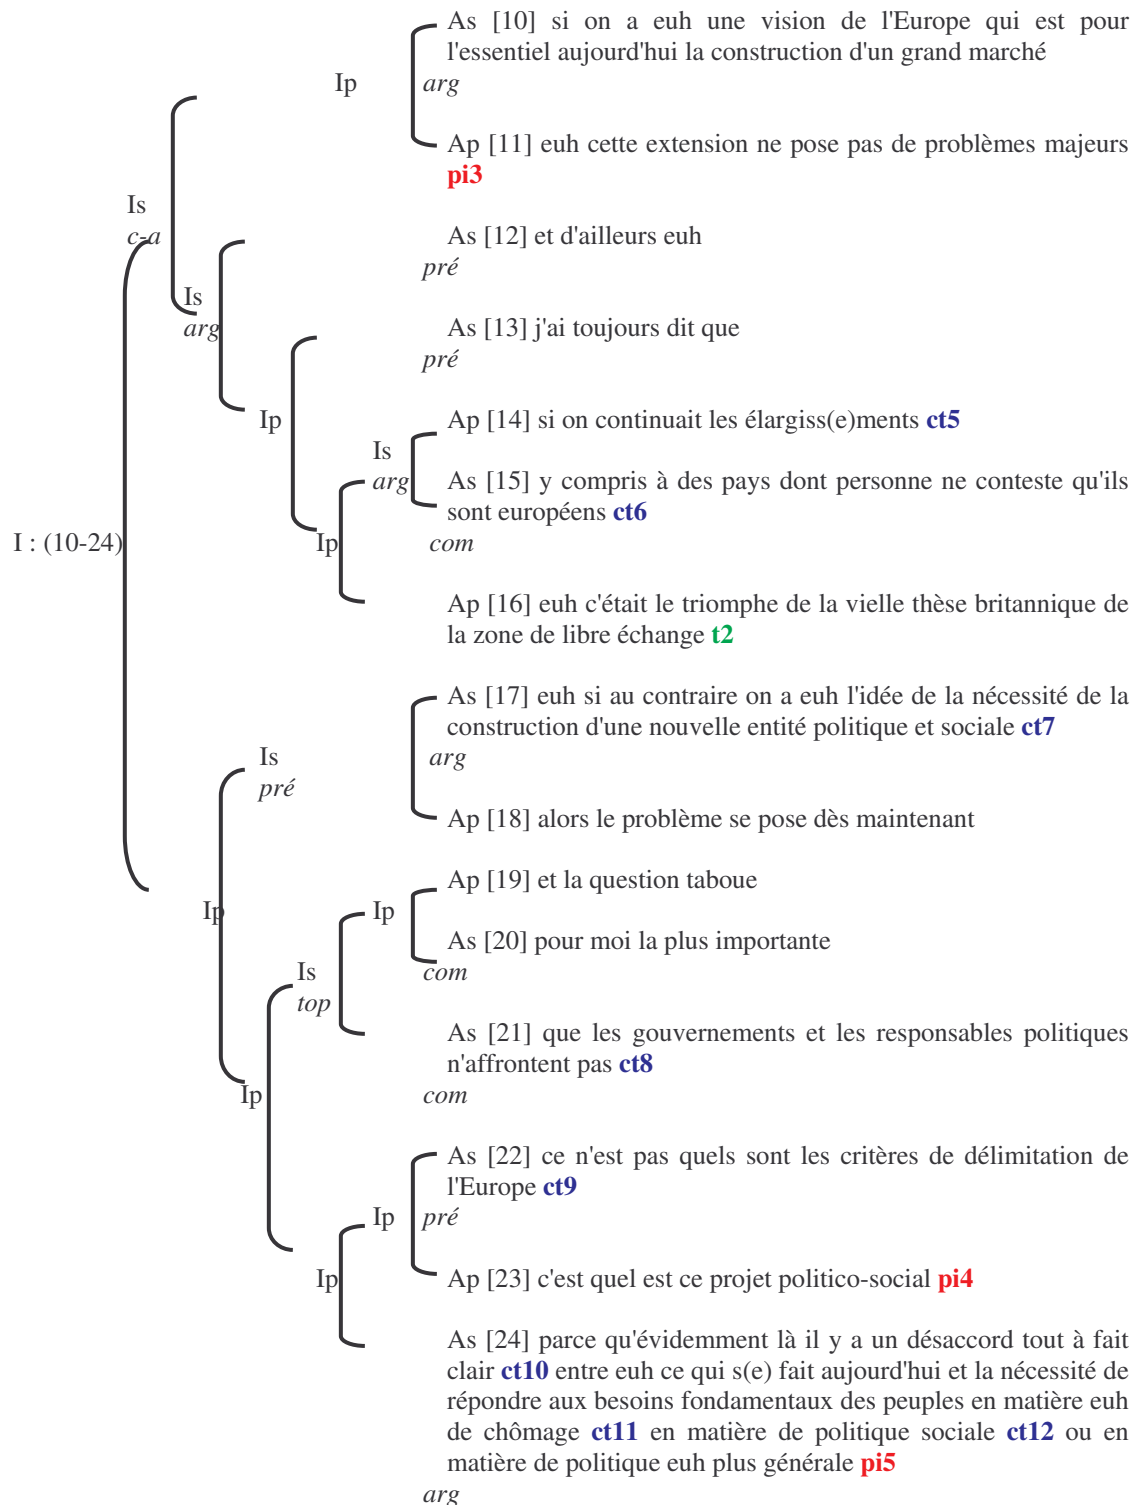 As [10] si on a euh une vision de l'Europe qui est pour
l'essentiel aujourd'hui la construction d'un grand marché
Ip
arg
Ap [11] euh cette extension ne pose pas de problèmes majeurs
pi3
Is
c-a
As [12] et d'ailleurs euh
pré
Is
arg
As [13] j'ai toujours dit que
pré
Ip
Ap [14] si on continuait les élargiss(e)ments ct5
Is
arg
As [15] y compris à des pays dont personne ne conteste qu'ils
sont européens ct6
com
I : (10-24)
Ip
Ap [16] euh c'était le triomphe de la vielle thèse britannique de
la zone de libre échange t2
As [17] euh si au contraire on a euh l'idée de la nécessité de la
construction d'une nouvelle entité politique et sociale ct7
arg
Is
pré
Ap [18] alors le problème se pose dès maintenant
Ap [19] et la question taboue
Ip
Ip
As [20] pour moi la plus importante
com
Is
top
As [21] que les gouvernements et les responsables politiques
n'affrontent pas ct8
com
Ip
As [22] ce n'est pas quels sont les critères de délimitation de
l'Europe ct9
Ip
pré
Ip
Ap [23] c'est quel est ce projet politico-social pi4
As [24] parce qu'évidemment là il y a un désaccord tout à fait
clair ct10 entre euh ce qui s(e) fait aujourd'hui et la nécessité de
répondre aux besoins fondamentaux des peuples en matière euh
de chômage ct11 en matière de politique sociale ct12 ou en
matière de politique euh plus générale pi5
arg